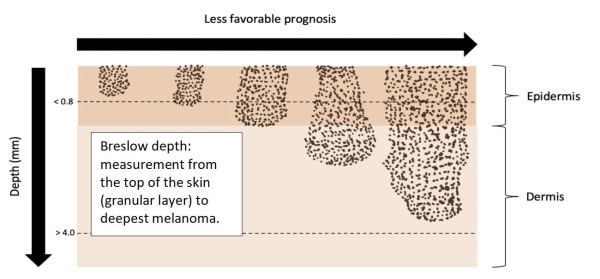 Less favorable prognosis
< 0.8
Epidermis
Breslow depth:
measurement from
the top of the skin
(granular layer) to
deepest melanoma.
Depth (mm)
Dermis
> 4.0